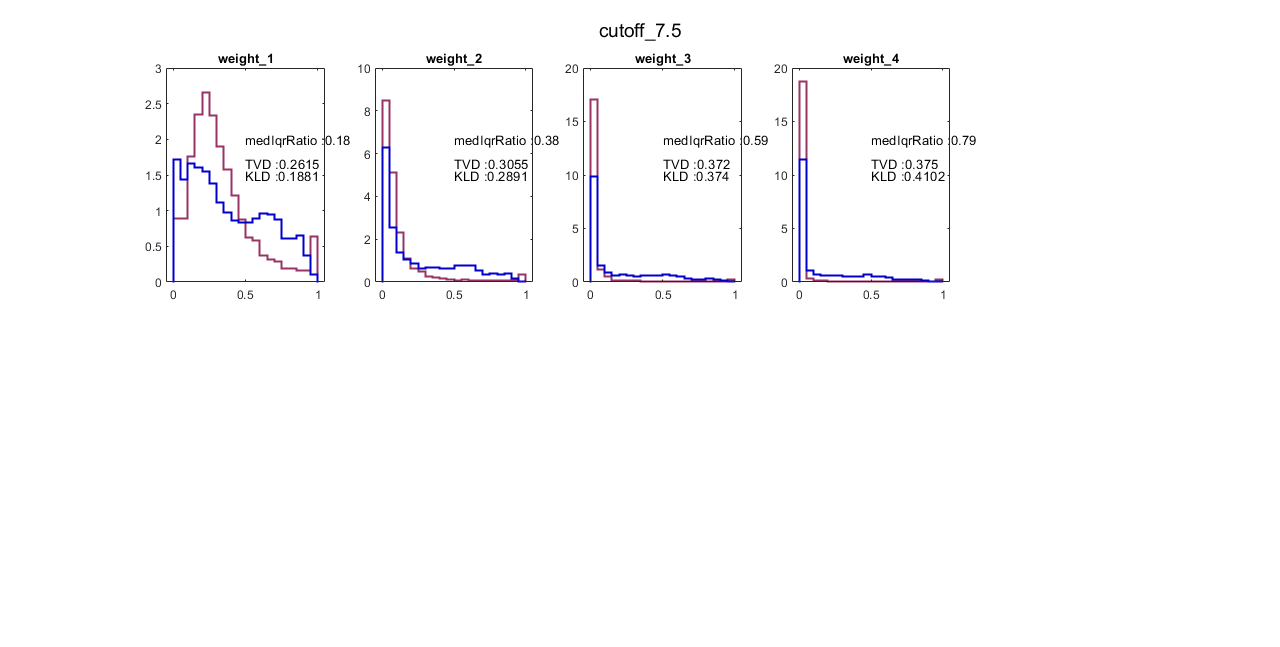 cutoff_7.5
weight_1
3
2.5
2
1.5
1
0.5
0
0 0.5 1
medIqrRatio :0.18
TVD :0.2615
KLD :0.1881
weight_2
10
8
6
4
2
0
0 0.5 1
medIqrRatio :0.38
TVD :0.3055
KLD :0.2891
weight_3
20
15
10
5
0
0 0.5 1
medIqrRatio :0.59
TVD :0.372
KLD :0.374
weight_4
20
15
10
5
0
0 0.5 1
medIqrRatio :0.79
TVD :0.375
KLD :0.4102